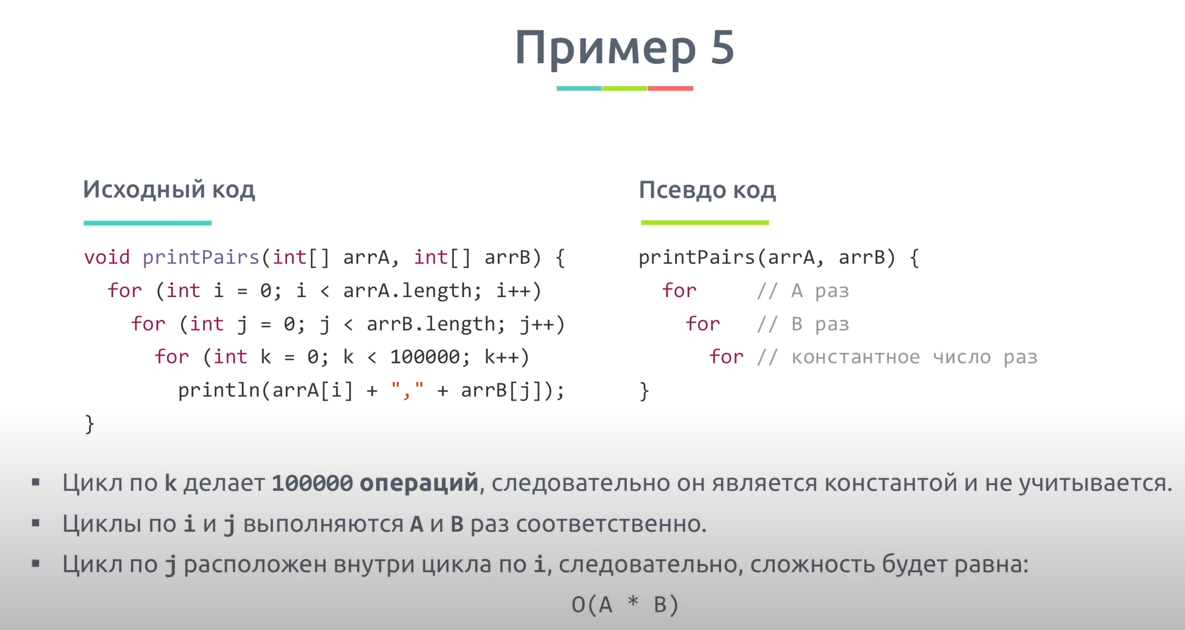 Пример 5
Исходный код
void printPairs(int[] arrA, int[] arrB) {
for (int i = 0; i < arrA.length; i++)
for (int j = 0; j < arrB.length; j++)
for (int k = 0; k < 100000; k++)
println(arrA[i] + "," + arrB[j]);
}
Псевдо код
printPairs(arrA, arrB) {
for // A раз
for // B раз
for // константное число раз
}
▪ Цикл по k делает 100000 операций, следовательно он является константой и не учитывается.
▪ Циклы по i и j выполняются A и B раз соответственно.
▪ Цикл по j расположен внутри цикла по i, следовательно, сложность будет равна:
O(A * B)